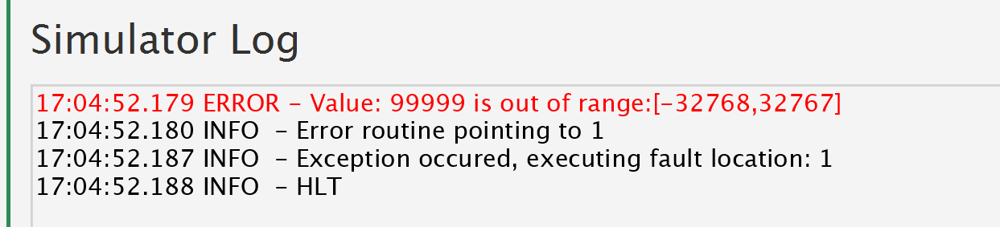 Simulator Log
17:04:52.179 ERROR – Value: 99999 is out of range:[-32768,32767]
17:04:52.180 INFO  – Error routine pointing to 1
17:04:52.187 INFO  – Exception occured, executing fault location: 1
17:04:52.188 INFO  – HLT